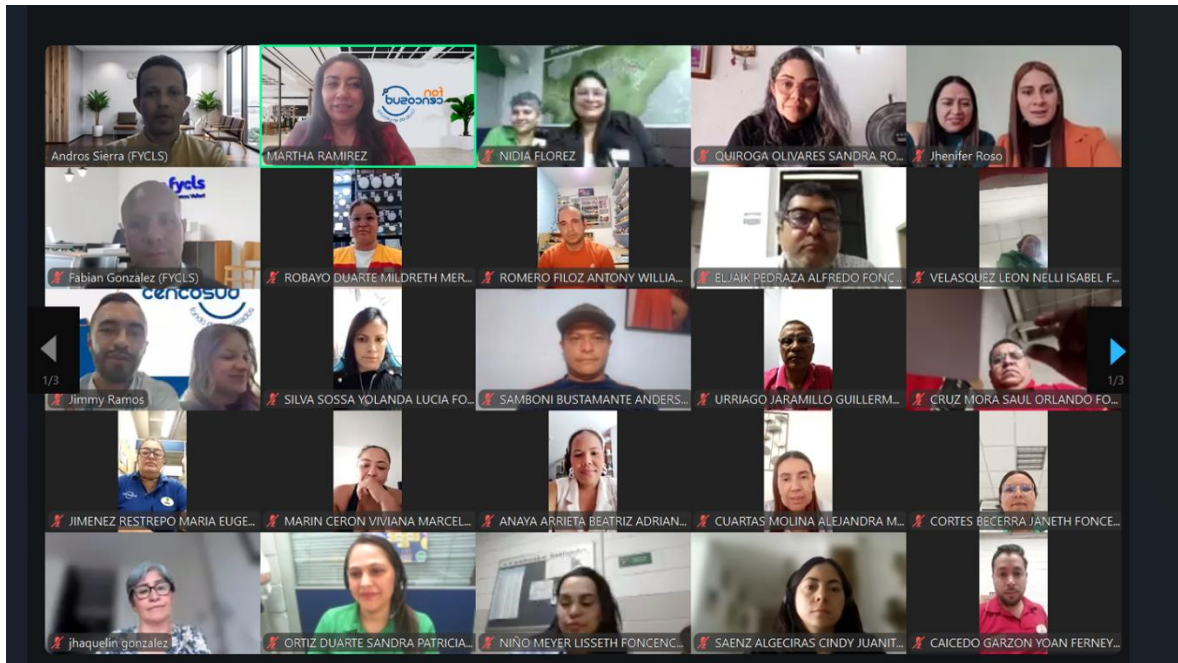 fon
cencosud
Andros Sierra (FYCLS)
MARTHA RAMIREZ
NIDIA FLOREZ
QUIROGA OLIVARES SANDRA RO...
Jhenifer Roso
fycls
Fabian Gonzalez (FYCLS)
ROBAYO DUARTE MILDRETH MER...
ROMERO FILOZ ANTONY WILLIA...
ELJAIK PEDRAZA ALFREDO FONC...
VELASQUEZ LEON NELLI ISABEL F...
cencosud
1/3
1/3
Jimmy Ramos
SILVA SOSSA YOLANDA LUCIA FO...
SAMBONI BUSTAMANTE ANDERS...
URRIAGO JARAMILLO GUILLERM...
CRUZ MORA SAUL ORLANDO FO...
JIMENEZ RESTREPO MARIA EUGE...
MARIN CERON VIVIANA MARCEL...
ANAYA ARRIETA BEATRIZ ADRIAN...
CUARTAS MOLINA ALEJANDRA M...
CORTES BECERRA JANETH FONCE...
jhaquelin gonzalez
ORTIZ DUARTE SANDRA PATRICIA...
NIÑO MEYER LISSETH FONCENC...
SAENZ ALGECIRAS CINDY JUANIT...
CAICEDO GARZON YOAN FERNEY...